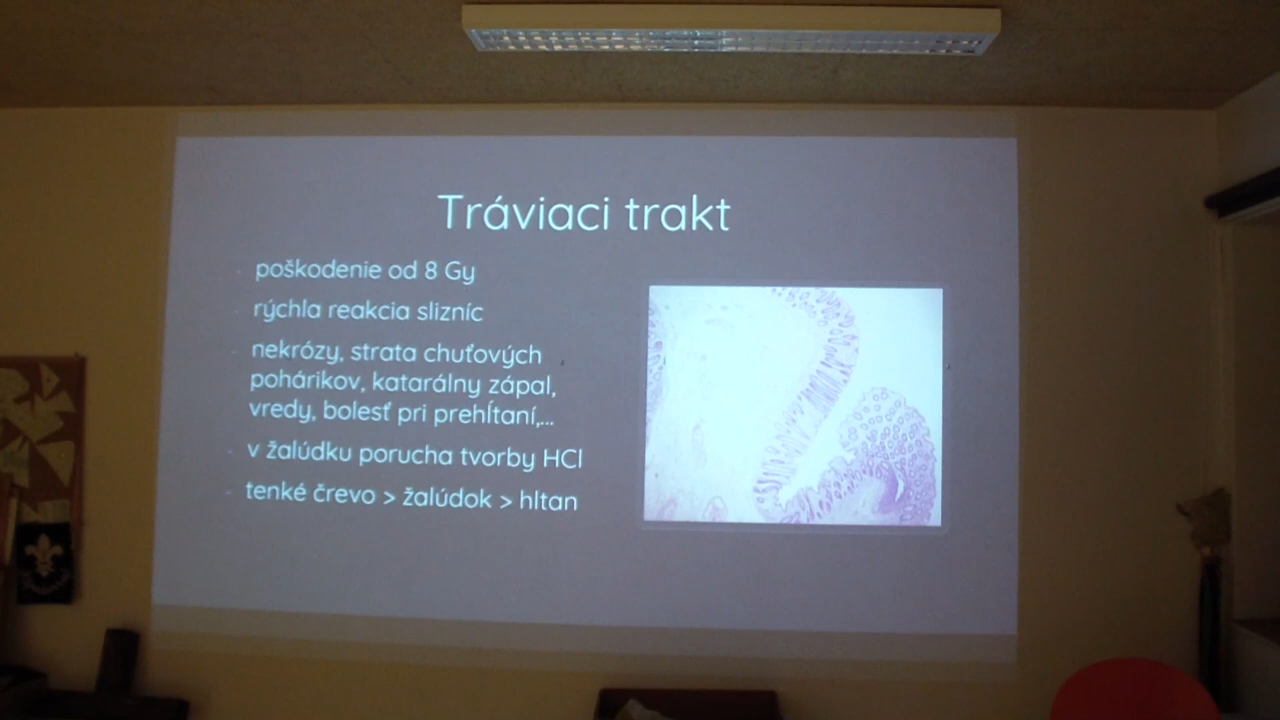 Tráviaci trakt
- poškodenie od 8 Gy
- rýchla reakcia slizníc
- nekrózy, strata chuťových
pohárikov, katarálny zápal,
vredy, bolesť pri prehĺtaní,...
- v žalúdku porucha tvorby HCl
- tenké črevo > žalúdok > hltan